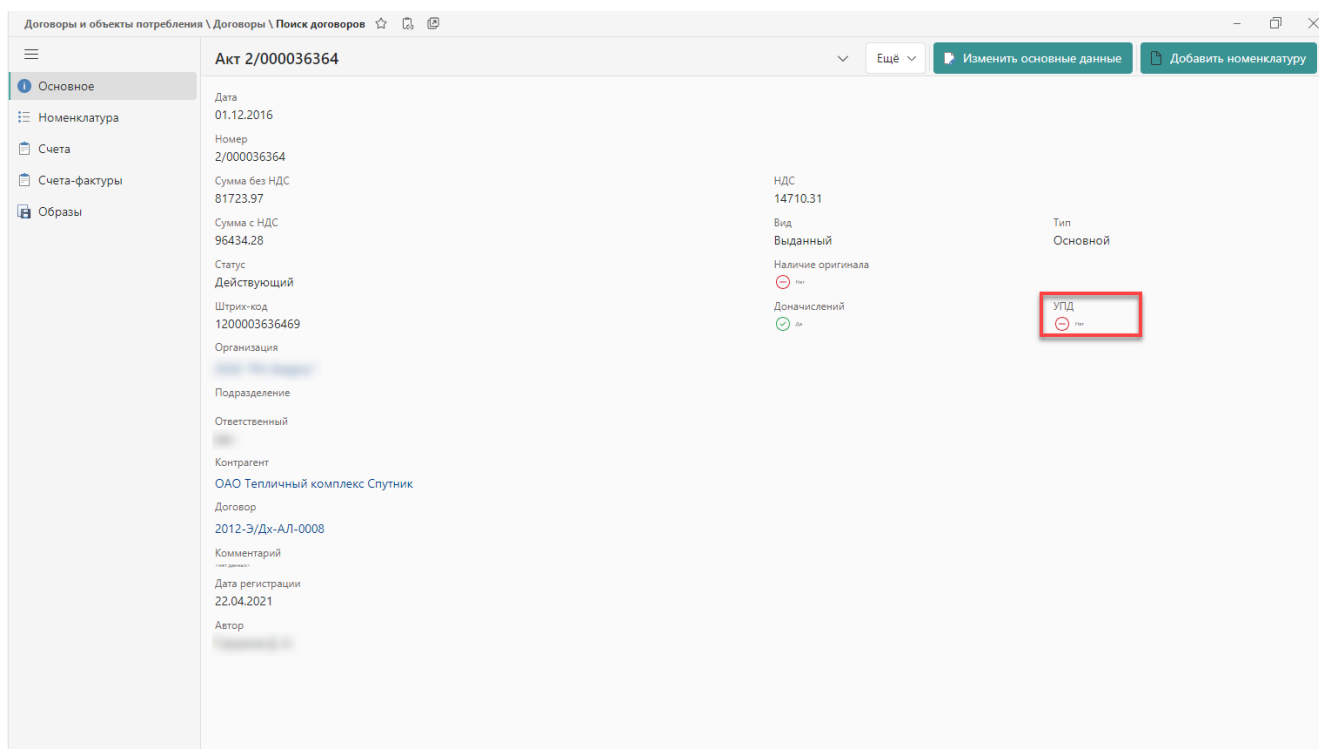 Договоры и объекты потребления \ Договоры \ Поиск договоров
Акт 2/000036364
Ещё
Изменить основные данные
Добавить номенклатуру
Основное
Номенклатура
Счета
Счета-фактуры
Образы
Дата
01.12.2016
Номер
2/000036364
Сумма без НДС
81723.97
НДС
14710.31
Сумма с НДС
96434.28
Вид
Выданный
Тип
Основной
Статус
Действующий
Наличие оригинала
Нет
Штрих-код
1200003636469
Доначислений
Да
УПД
Нет
Организация
Подразделение
Ответственный
Контрагент
ОАО Тепличный комплекс Спутник
Договор
2012-Э/Дх-АЛ-0008
Комментарий
<нет данных>
Дата регистрации
22.04.2021
Автор